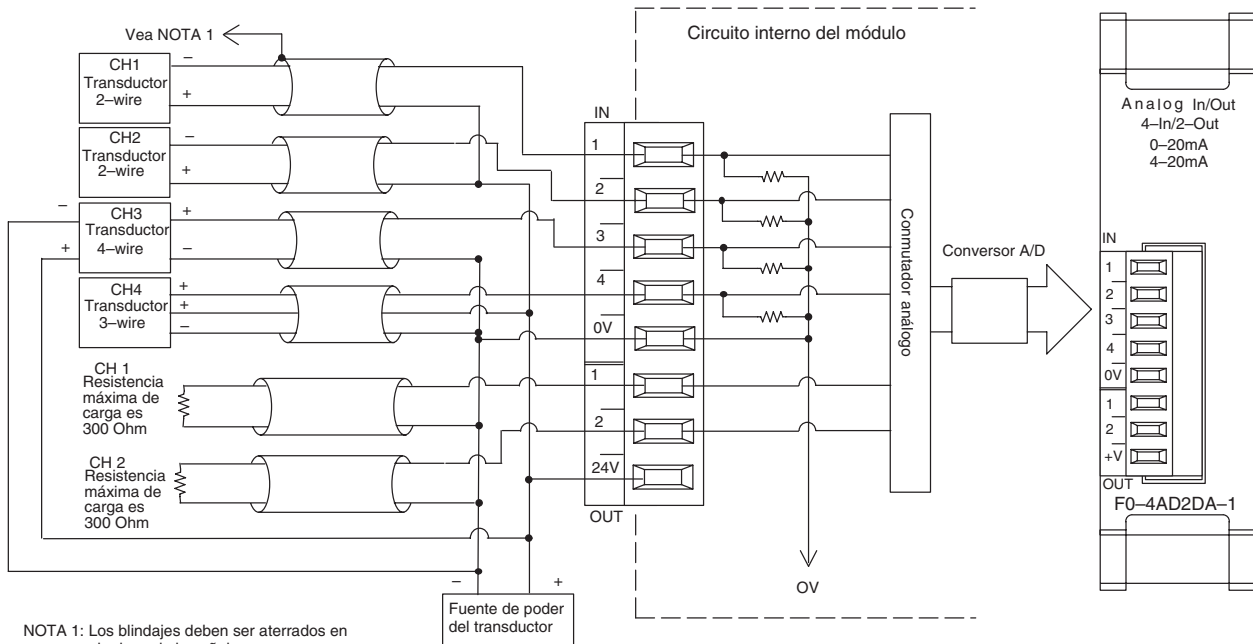 Vea NOTA 1
CH1
Transductor
2–wire
–
+
CH2
Transductor
2–wire
–
+
–
+
CH3
Transductor
4–wire
+
–
CH4
Transductor
3–wire
+
+
–
CH 1
Resistencia
máxima de
carga es
300 Ohm
CH 2
Resistencia
máxima de
carga es
300 Ohm
–
+
Fuente de poder
del transductor
NOTA 1: Los blindajes deben ser aterrados en
IN
1
2
3
4
0V
1
2
24V
OUT
Circuito interno del módulo
Conmutador análogo
Conversor A/D
OV
Analog In/Out
4–In/2–Out
0–20mA
4–20mA
IN
1
2
3
4
0V
1
2
+V
OUT
F0–4AD2DA–1